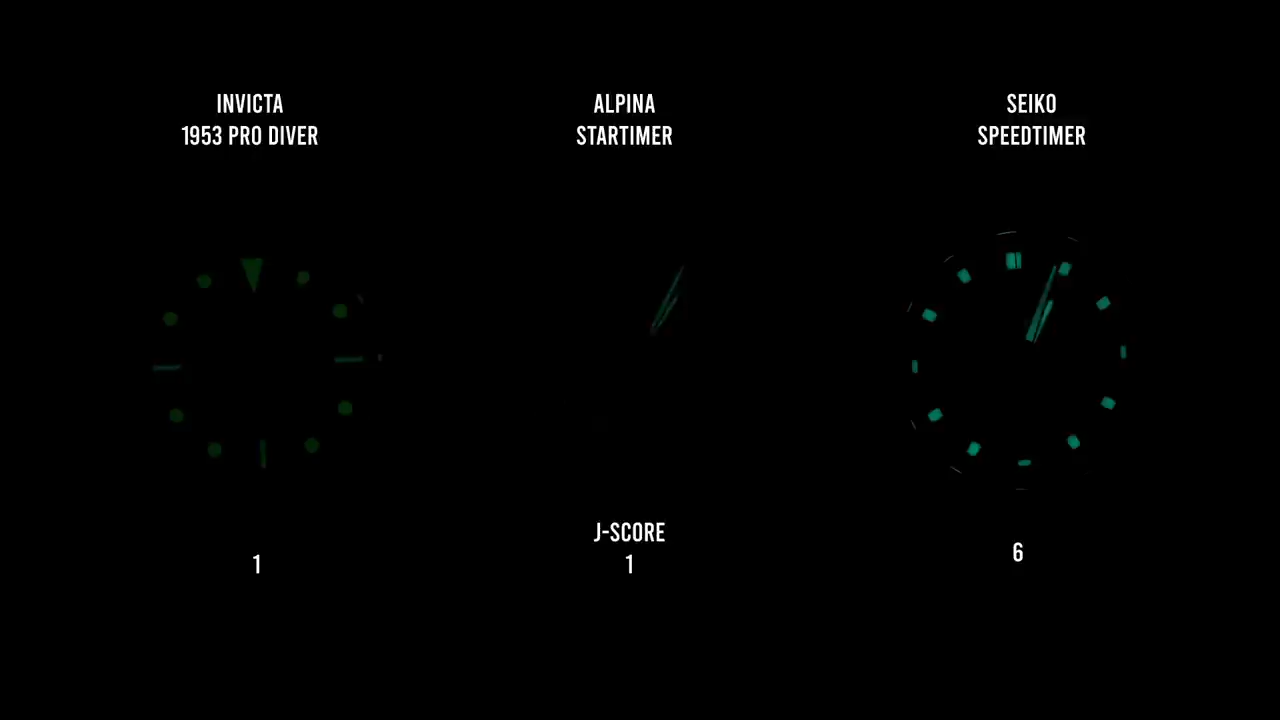 INVICTA
1953 PRO DIVER
ALPINA
STARTIMER
SEIKO
SPEEDTIMER
1
J-SCORE
1
6